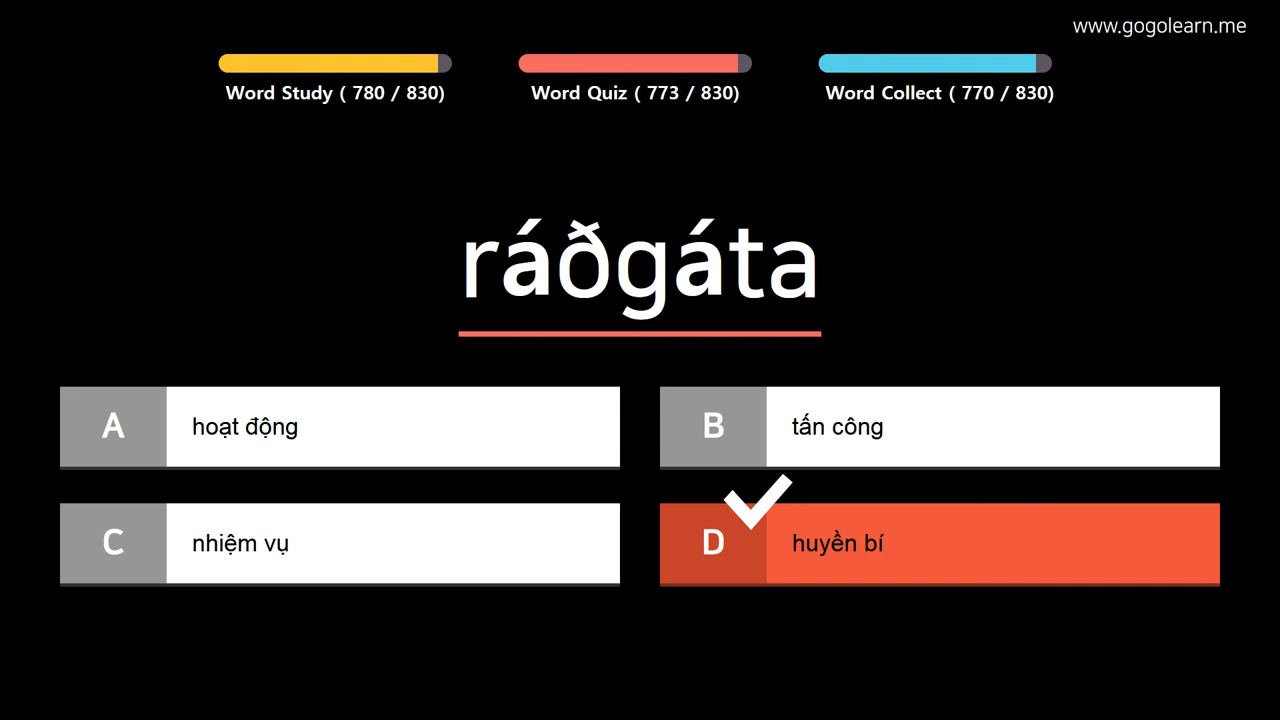 www.gogolearn.me
Word Study ( 780 / 830)
Word Quiz ( 773 / 830)
Word Collect ( 770 / 830)
ráðgáta
A hoạt động
B tấn công
C nhiệm vụ
D huyền bí